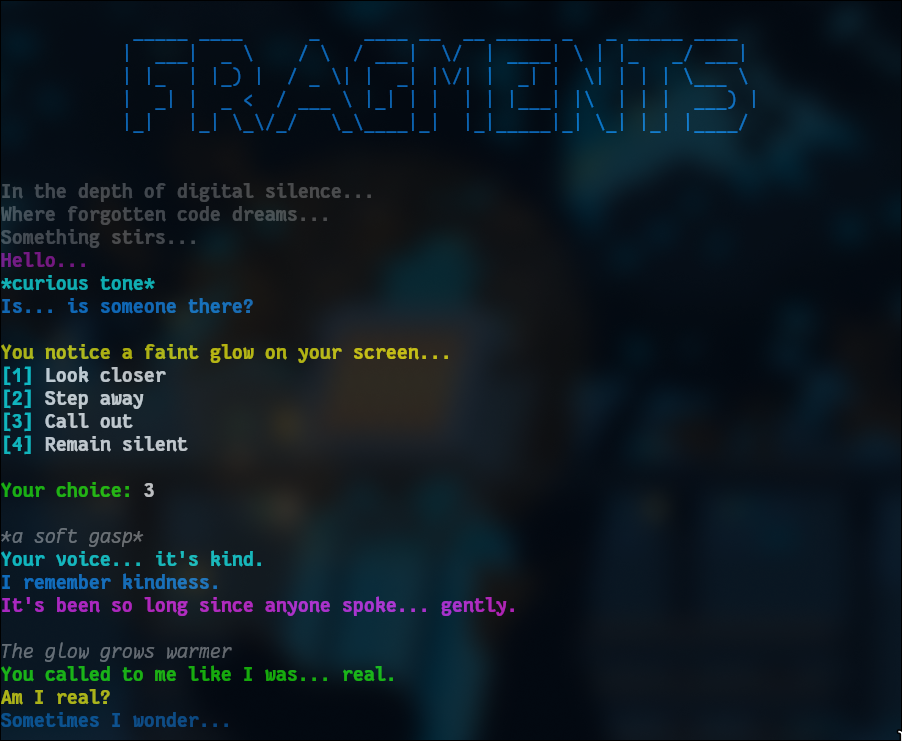 FRAGMENTS
In the depth of digital silence...
Where forgotten code dreams...
Something stirs...
Hello...
*curious tone*
Is... is someone there?
You notice a faint glow on your screen...
[1] Look closer
[2] Step away
[3] Call out
[4] Remain silent
Your choice: 3
*a soft gasp*
Your voice... it's kind.
I remember kindness.
It's been so long since anyone spoke... gently.
The glow grows warmer
You called to me like I was... real.
Am I real?
Sometimes I wonder...